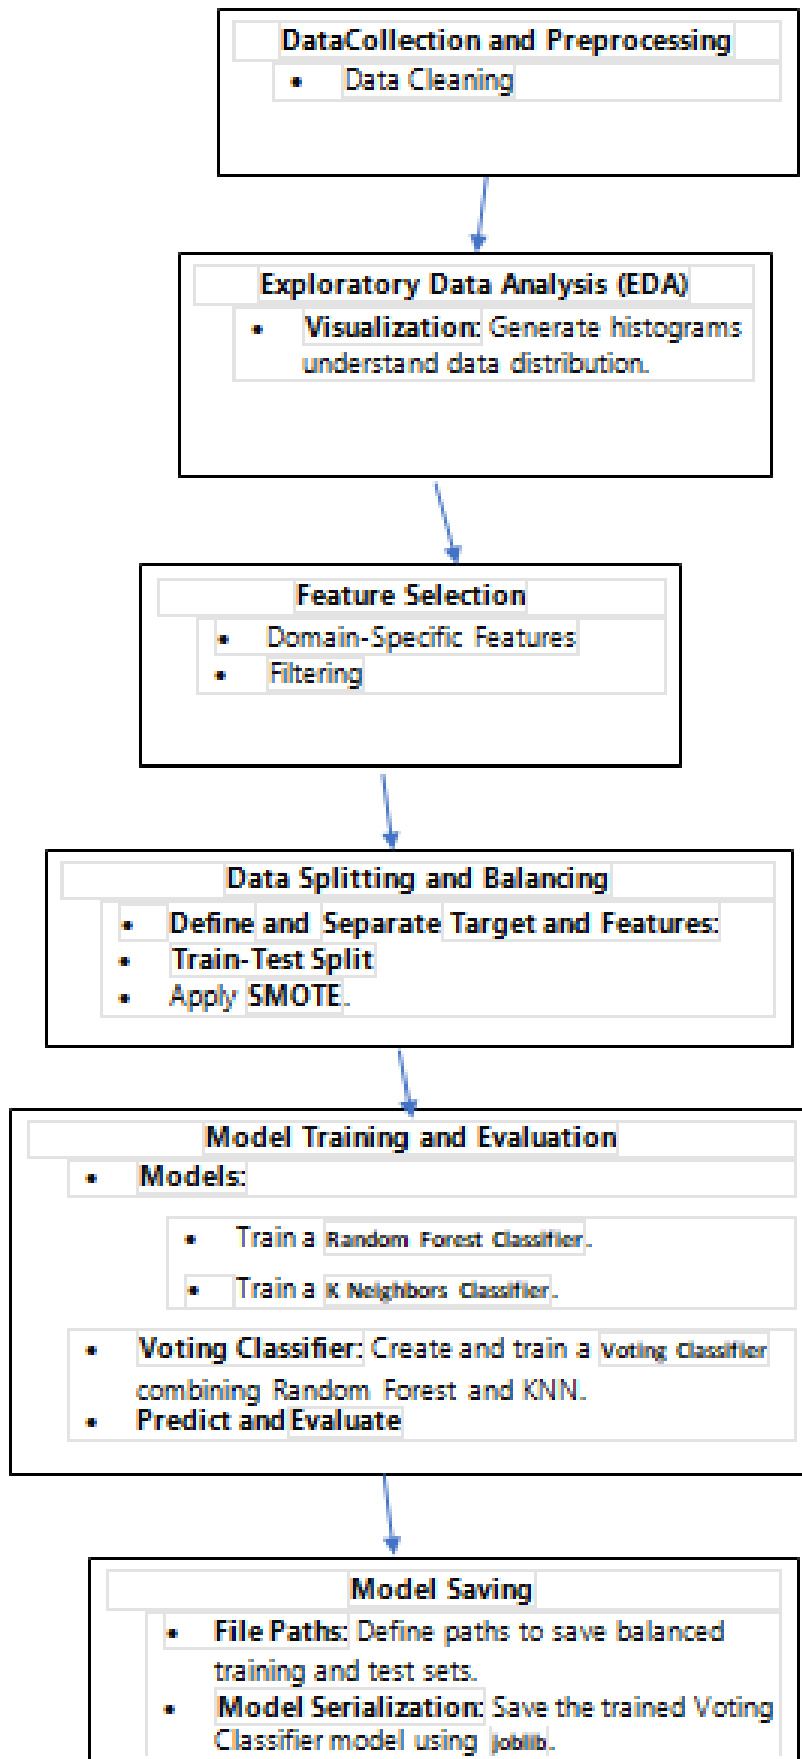 DataCollection and Preprocessing
• Data Cleaning
Exploratory Data Analysis (EDA)
• Visualization: Generate histograms
understand data distribution.
Feature Selection
• Domain-Specific Features
• Filtering
Data Splitting and Balancing
• Define and Separate Target and Features:
• Train-Test Split
• Apply SMOTE.
Model Training and Evaluation
• Models:
• Train a Random Forest Classifier.
• Train a K Neighbors Classifier.
• Voting Classifier: Create and train a Voting Classifier
combining Random Forest and KNN.
• Predict and Evaluate
Model Saving
• File Paths: Define paths to save balanced
training and test sets.
• Model Serialization: Save the trained Voting
Classifier model using joblib.